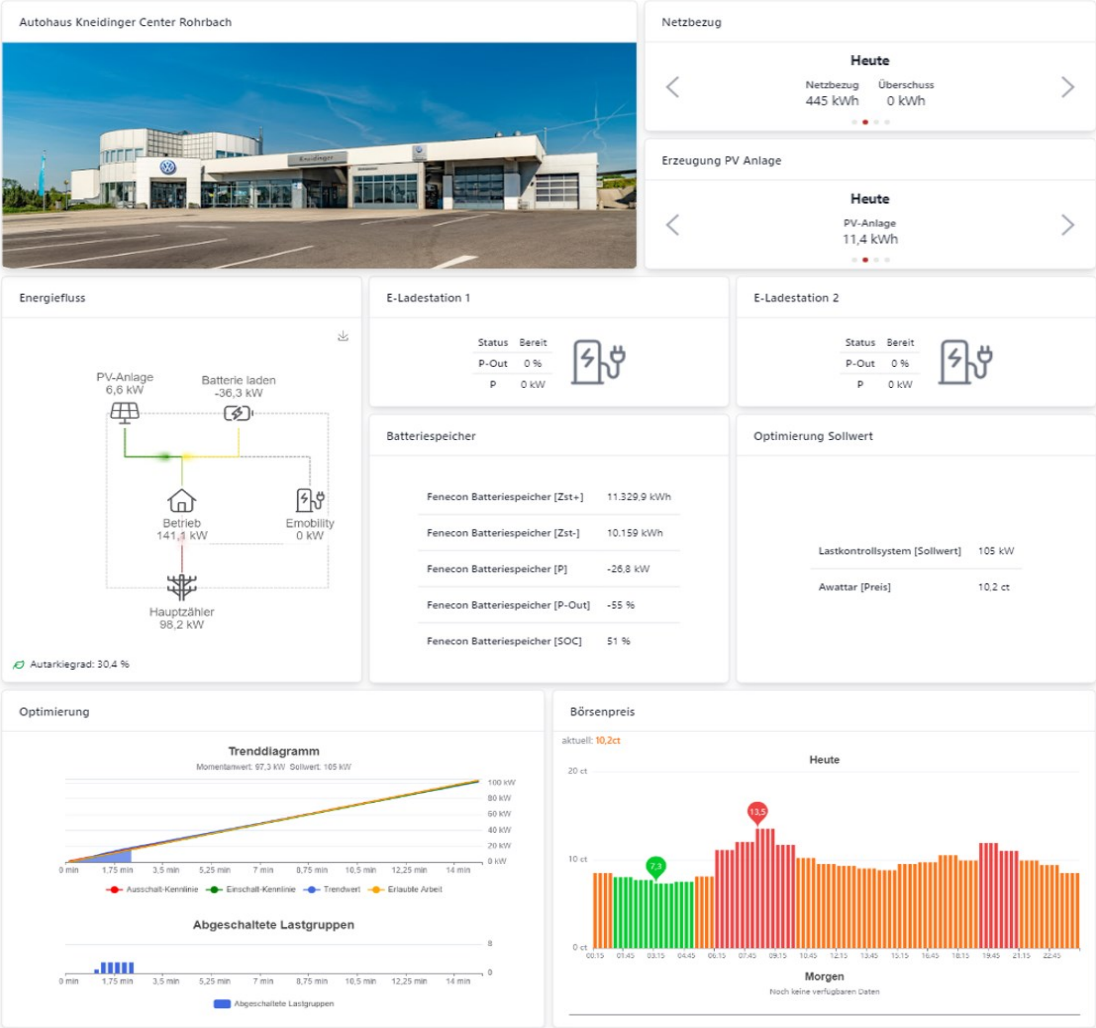 Autohaus Kneidinger Center Rohrbach
Kneidinger
Netzbezug
Heute
Netzbezug Überschuss
445 kWh 0 kWh
Erzeugung PV Anlage
Heute
PV-Anlage
11,4 kWh
Energiefluss
PV-Anlage
6,6 kW
Batterie laden
-36,3 kW
Betrieb
141,1 kW
Emobility
0 kW
Hauptzähler
98,2 kW
Autarkiegrad: 30,4 %
E-Ladestation 1
Status Bereit
P-Out 0 %
P 0 kW
E-Ladestation 2
Status Bereit
P-Out 0 %
P 0 kW
Batteriespeicher
Fenecon Batteriespeicher [Zst+] 11.329,9 kWh
Fenecon Batteriespeicher [Zst-] 10.159 kWh
Fenecon Batteriespeicher [P] -26,8 kW
Fenecon Batteriespeicher [P-Out] -55 %
Fenecon Batteriespeicher [SOC] 51 %
Optimierung Sollwert
Lastkontrollsystem [Sollwert] 105 kW
Awattar [Preis] 10,2 ct
Optimierung
Trenddiagramm
Momentanwert: 97,3 kW Sollwert: 105 kW
100 kW
80 kW
60 kW
40 kW
20 kW
0 kW
0 min 1,75 min 3,5 min 5,25 min 7 min 8,75 min 10,5 min 12,25 min 14 min
Ausschalt-Kennlinie Einschalt-Kennlinie Trendwert Erlaubte Arbeit
Abgeschaltete Lastgruppen
8
0
0 min 1,75 min 3,5 min 5,25 min 7 min 8,75 min 10,5 min 12,25 min 14 min
Abgeschaltete Lastgruppen
Börsenpreis
aktuell: 10,2ct
Heute
20 ct
13,5
10 ct
7,3
0 ct
00:15 01:45 03:15 04:45 06:15 07:45 09:15 10:45 12:15 13:45 15:15 16:45 18:15 19:45 21:15 22:45
Morgen
Noch keine verfügbaren Daten